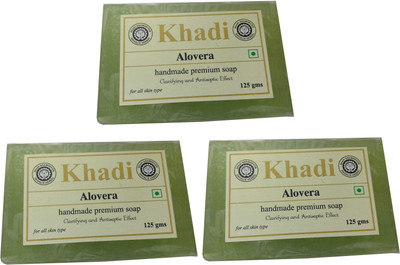 Khadi
Alovera
handmade premium soap
Clarifying and Antiseptic Effect
for all skin type
125 gms
Khadi
Alovera
handmade premium soap
Clarifying and Antiseptic Effect
for all skin type
125 gms
Khadi
Alovera
handmade premium soap
Clarifying and Antiseptic Effect
for all skin type
125 gms